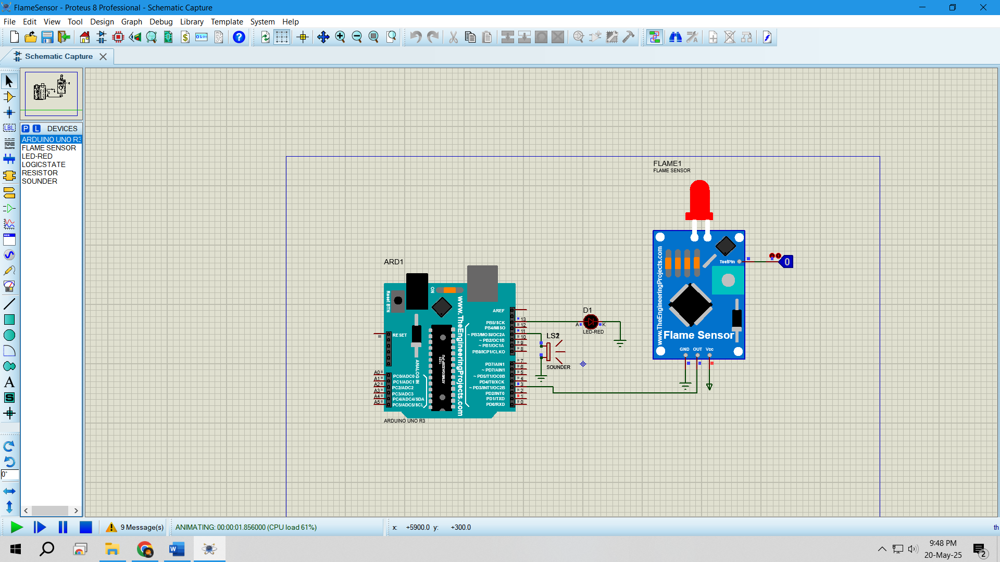 FlameSensor - Proteus 8 Professional - Schematic Capture
File Edit View Tool Design Graph Debug Library Template System Help
Schematic Capture
P L DEVICES
ARDUINO UNO R3
FLAME SENSOR
LED-RED
LOGICSTATE
RESISTOR
SOUNDER
LBL
A
S
0°
FLAME1
FLAME SENSOR
www.TheEngineeringProjects.com
TestPin
0
Flame Sensor
GND OUT Vcc
ARD1
Reset BTN
ON
www.TheEngineeringProjects.com
ANALOG IN
1121
ATMEGA328P-PU
RESET
AREF
PB5/SCK 13
PB4/MISO 12
~ PB3/MOSI/OC2A 11
~ PB2/OC1B 10
~ PB1/OC1A 9
PB0/ICP1/CLKO 8
PD7/AIN1 7
~ PD7/AIN1 6
~ PD5/T1/OC0B 5
PD4/T0/XCK 4
~ PD3/INT1/OC2B 3
PD2/INT0 2
PD1/TXD 1
PD0/RXD 0
A0 PC0/ADC0
A1 PC1/ADC1
A2 PC2/ADC2
A3 PC3/ADC3
A4 PC4/ADC4/SDA
A5 PC5/ADC5/SCL
ARDUINO UNO R3
D1
A K
LED-RED
SOUNDER
9 Message(s)
ANIMATING: 00:00:01.856000 (CPU load 61%)
x: +5900.0 y: +300.0
th
9:48 PM
20-May-25
2